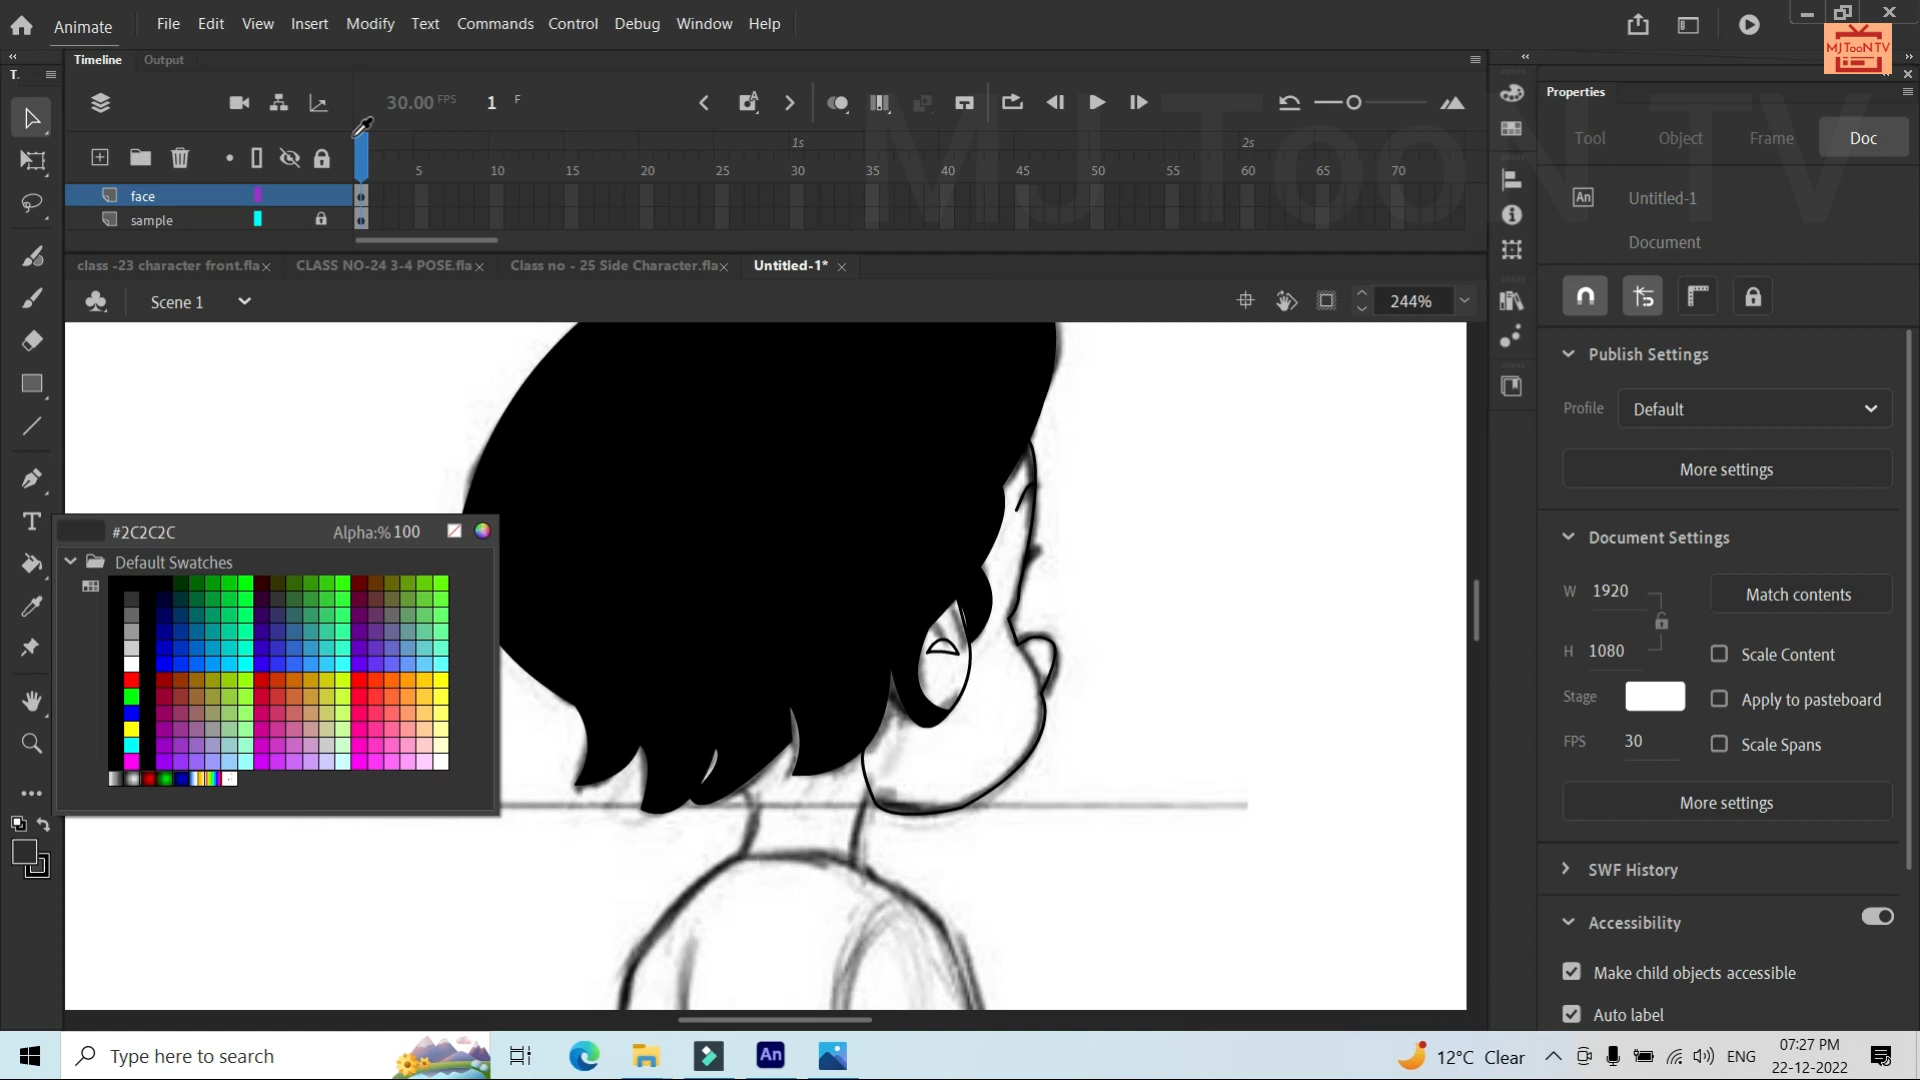 Animate File Edit View Insert Modify Text Commands Control Debug Window Help
MJTooNTV
Timeline Output
T.
Properties
30.00 FPS 1 F
MJ TooN TV
Tool Object Frame Doc
1s 2s
5 10 15 20 25 30 35 40 45 50 55 60 65 70
face
sample
An Untitled-1
Document
class -23 character front.fla× CLASS NO-24 3-4 POSE.fla× Class no - 25 Side Character.fla× Untitled-1* ×
Scene 1
244%
Publish Settings
Profile Default
More settings
#2C2C2C Alpha:% 100
Default Swatches
Document Settings
W 1920
Match contents
H 1080
Scale Content
Stage
Apply to pasteboard
FPS 30
Scale Spans
More settings
SWF History
Accessibility
Make child objects accessible
Auto label
Type here to search
An
12°C Clear
ENG
07:27 PM
22-12-2022